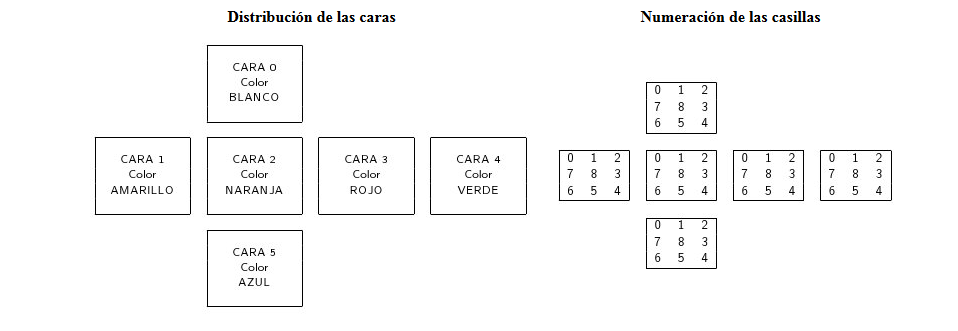 Distribución de las caras
CARA 0
Color
BLANCO
CARA 1
Color
AMARILLO
CARA 2
Color
NARANJA
CARA 3
Color
ROJO
CARA 4
Color
VERDE
CARA 5
Color
AZUL
Numeración de las casillas
0 1 2
7 8 3
6 5 4
0 1 2
7 8 3
6 5 4
0 1 2
7 8 3
6 5 4
0 1 2
7 8 3
6 5 4
0 1 2
7 8 3
6 5 4
0 1 2
7 8 3
6 5 4